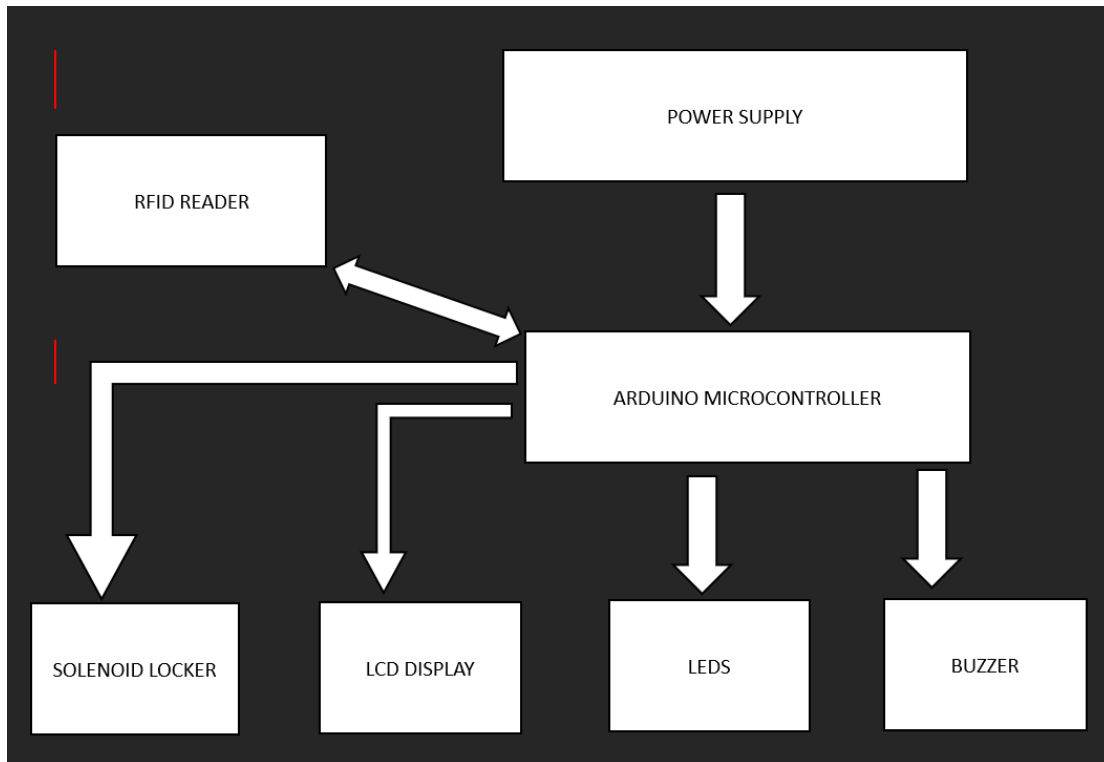 POWER SUPPLY
RFID READER
ARDUINO MICROCONTROLLER
SOLENOID LOCKER
LCD DISPLAY
LEDS
BUZZER